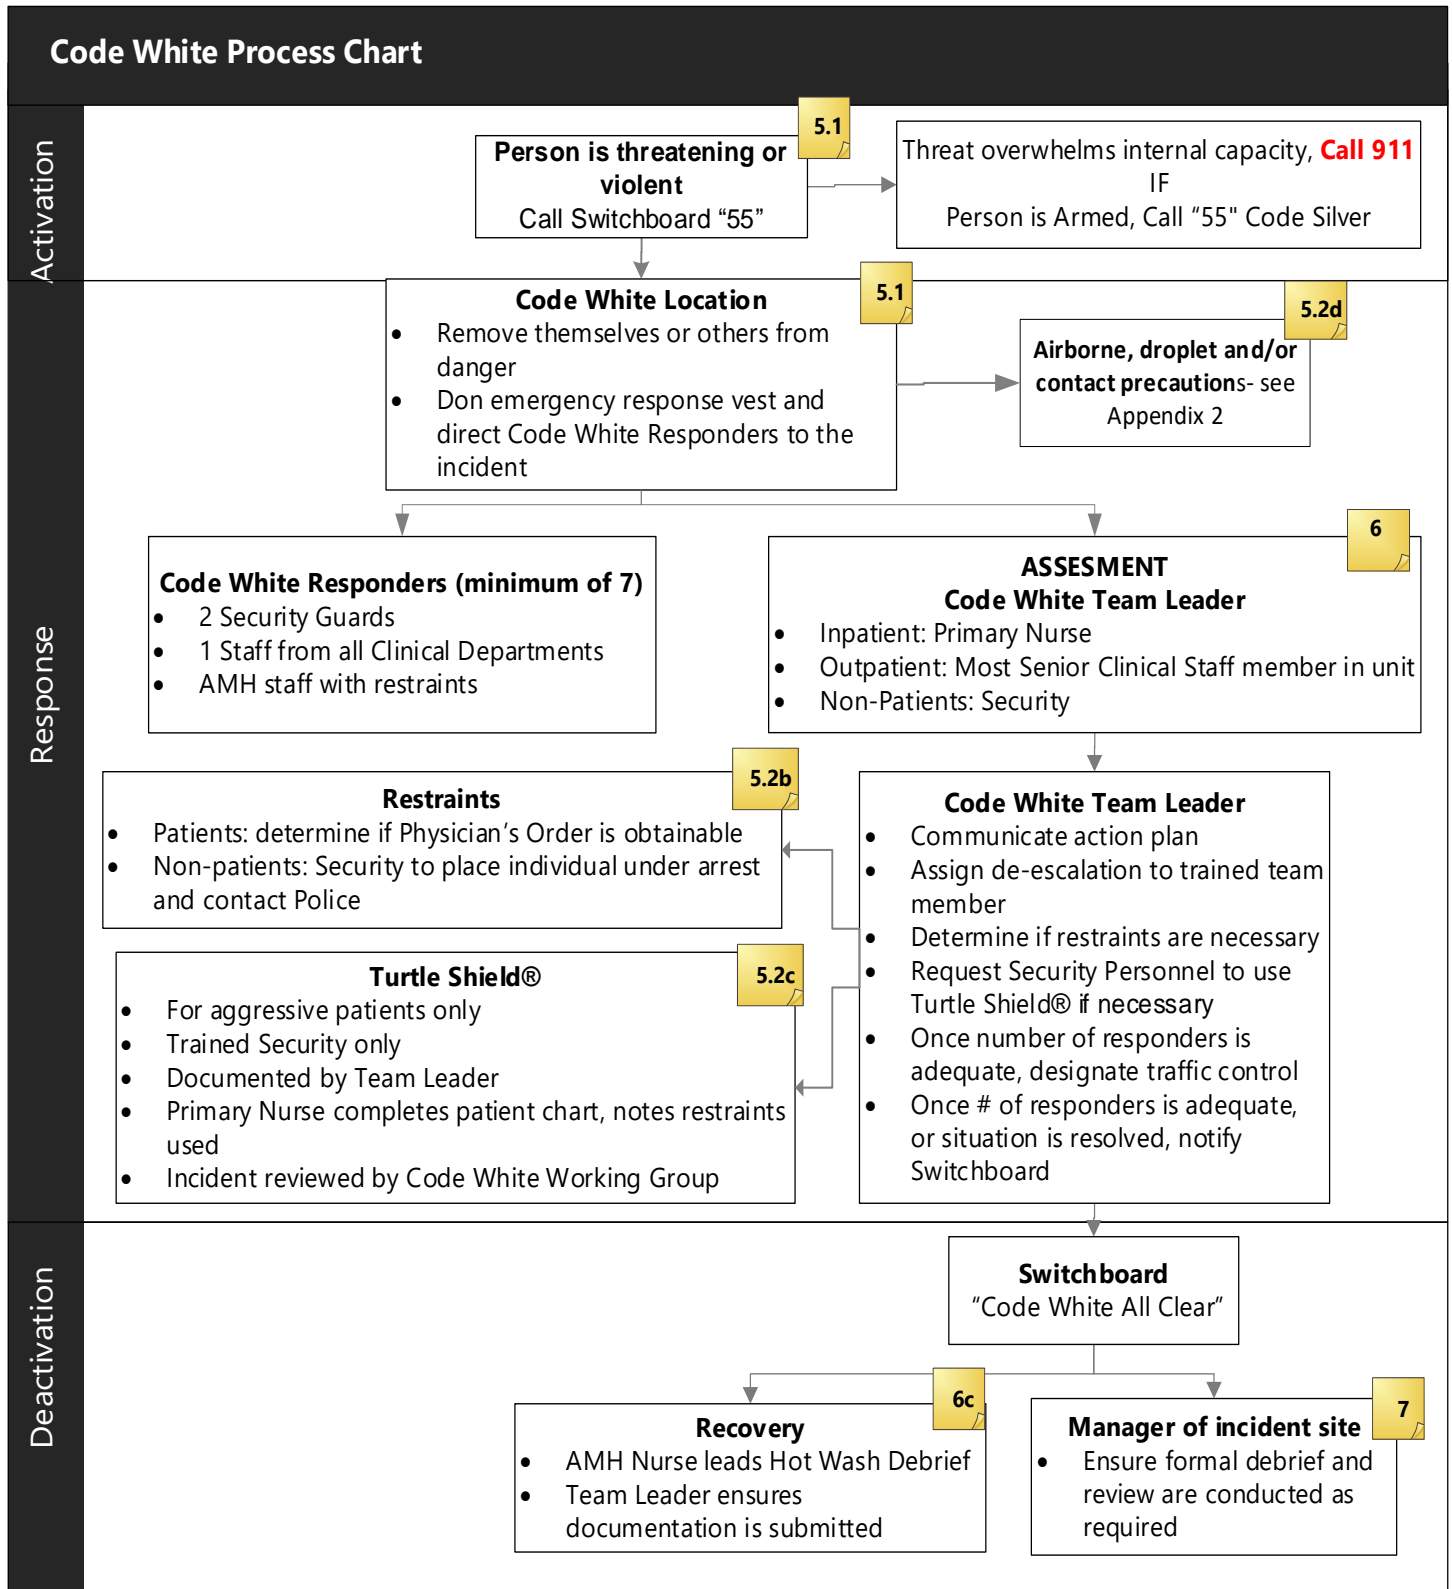 Code White Process Chart
Activation
5.1
Person is threatening or
violent
Call Switchboard “55”
Threat overwhelms internal capacity, Call 911
IF
Person is Armed, Call “55" Code Silver
Response
5.1
Code White Location
• Remove themselves or others from
danger
• Don emergency response vest and
direct Code White Responders to the
incident
5.2d
Airborne, droplet and/or
contact precautions- see
Appendix 2
Code White Responders (minimum of 7)
• 2 Security Guards
• 1 Staff from all Clinical Departments
• AMH staff with restraints
6
ASSESMENT
Code White Team Leader
• Inpatient: Primary Nurse
• Outpatient: Most Senior Clinical Staff member in unit
• Non-Patients: Security
5.2b
Restraints
• Patients: determine if Physician’s Order is obtainable
• Non-patients: Security to place individual under arrest
and contact Police
5.2c
Turtle Shield®
• For aggressive patients only
• Trained Security only
• Documented by Team Leader
• Primary Nurse completes patient chart, notes restraints
used
• Incident reviewed by Code White Working Group
Code White Team Leader
• Communicate action plan
• Assign de-escalation to trained team
member
• Determine if restraints are necessary
• Request Security Personnel to use
Turtle Shield® if necessary
• Once number of responders is
adequate, designate traffic control
• Once # of responders is adequate,
or situation is resolved, notify
Switchboard
Deactivation
Switchboard
“Code White All Clear”
6c
Recovery
• AMH Nurse leads Hot Wash Debrief
• Team Leader ensures
documentation is submitted
7
Manager of incident site
• Ensure formal debrief and
review are conducted as
required